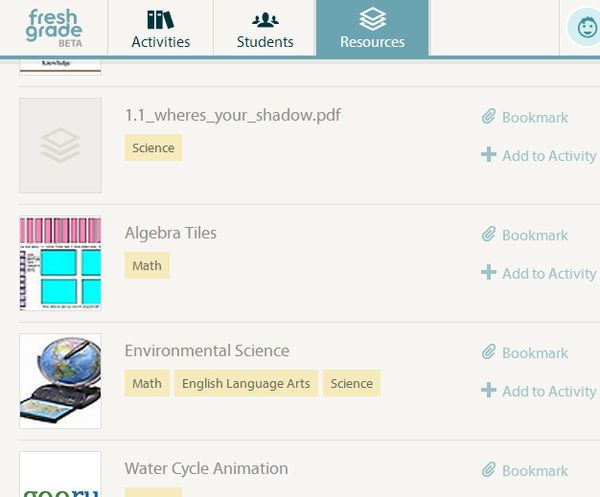 fresh
grade
BETA
Activities
Students
Resources
Knowledge
1.1_wheres_your_shadow.pdf
Bookmark
Science
Add to Activity
Algebra Tiles
Bookmark
Math
Add to Activity
Environmental Science
Bookmark
Math English Language Arts Science
Add to Activity
Water Cycle Animation
Bookmark
gooru